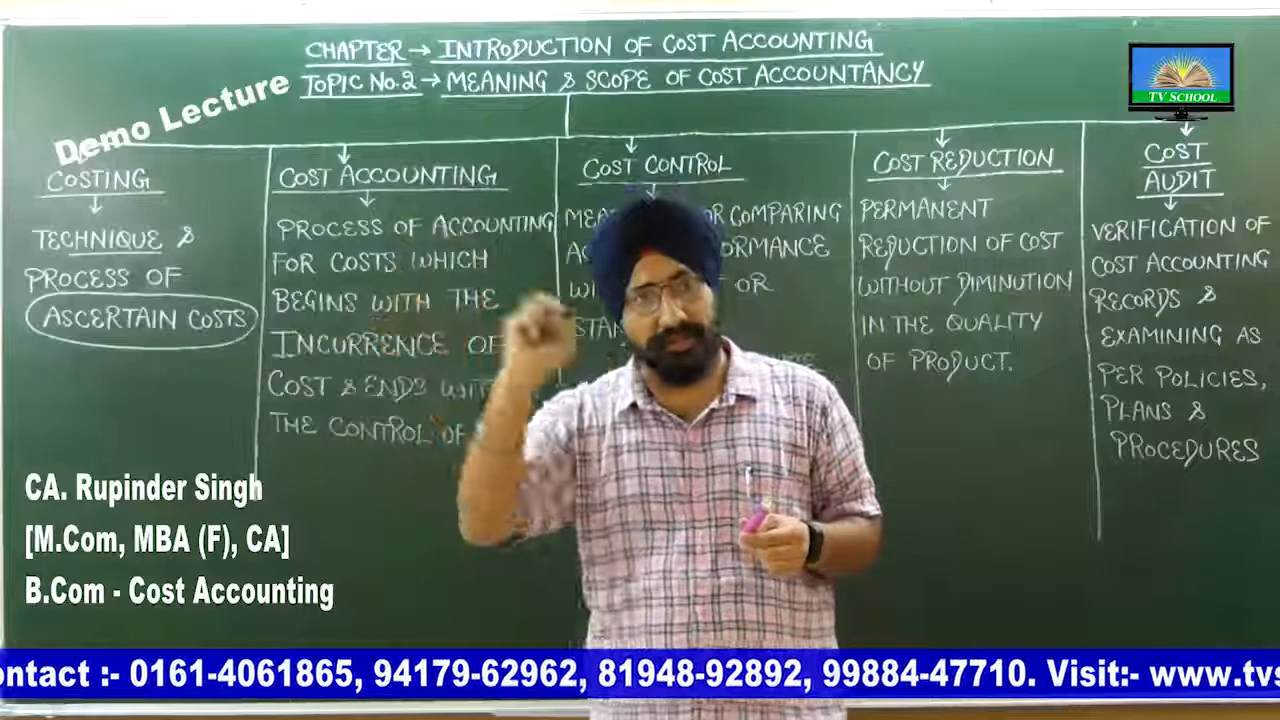 CHAPTER → INTRODUCTION OF COST ACCOUNTING
TOPIC NO.2 → MEANING & SCOPE OF COST ACCOUNTANCY
Demo Lecture
TV SCHOOL
COSTING
TECHNIQUE &
PROCESS OF
ASCERTAIN COSTS
COST ACCOUNTING
PROCESS OF ACCOUNTING
FOR COSTS WHICH
BEGINS WITH THE
INCURRENCE OF
COST & ENDS WITH
THE CONTROL OF
COST CONTROL
OR COMPARING
OR
COST REDUCTION
PERMANENT
REDUCTION OF COST
WITHOUT DIMINUTION
IN THE QUALITY
OF PRODUCT.
COST
AUDIT
VERIFICATION OF
COST ACCOUNTING
RECORDS &
EXAMINING AS
PER POLICIES,
PLANS &
PROCEDURES
CA. Rupinder Singh
[M.Com, MBA (F), CA]
B.Com - Cost Accounting
ontact :- 0161-4061865, 94179-62962, 81948-92892, 99884-47710. Visit:- www.tvs